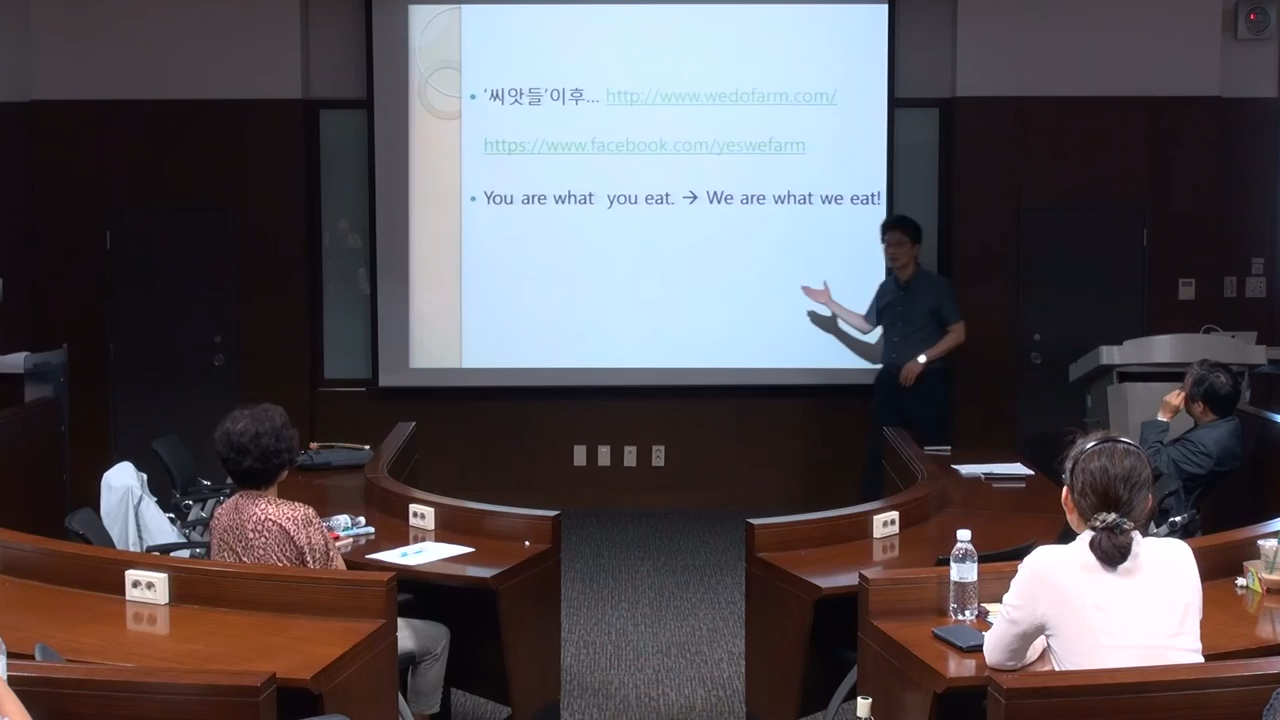 • '씨앗들'이후... http://www.wedofarm.com/
https://www.facebook.com/yeswefarm
• You are what you eat. → We are what we eat!